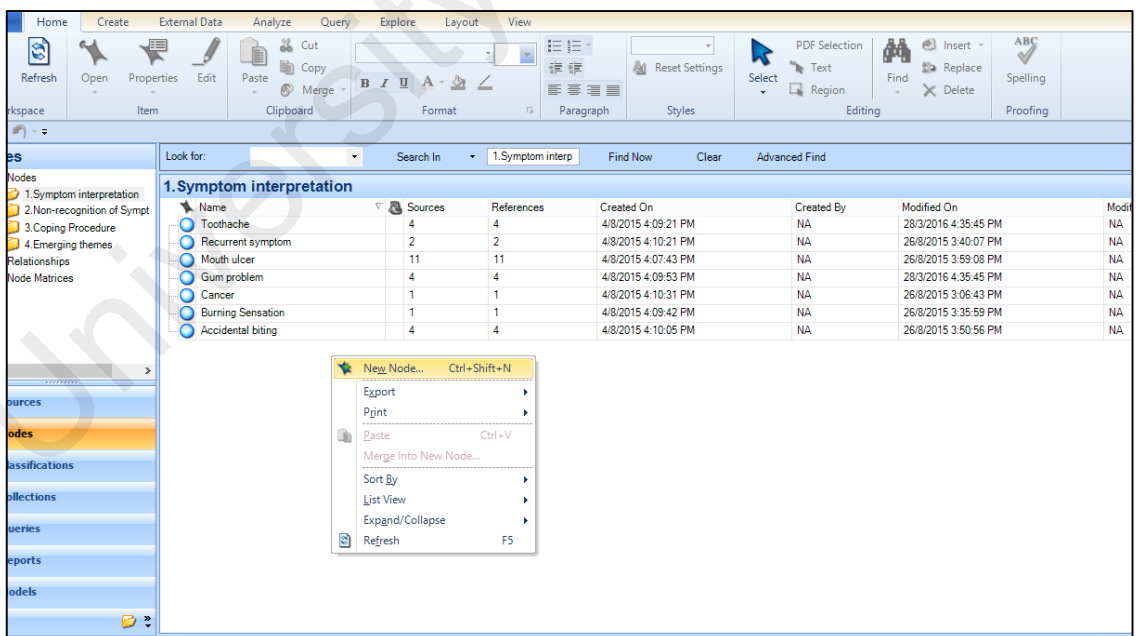 Home Create External Data Analyze Query Explore Layout View
Cut
Copy
Merge
Refresh Open Properties Edit Paste
B I U A
Reset Settings
Select
PDF Selection
Text
Region
Find
Insert
Replace
Delete
ABC
Spelling
rkspace Item Clipboard Format Paragraph Styles Editing Proofing
es
Look for: Search In 1.Symptom interp Find Now Clear Advanced Find
Nodes
1.Symptom interpretation
2.Non-recognition of Sympt
3.Coping Procedure
4.Emerging themes
Relationships
Node Matrices
1.Symptom interpretation
Name Sources References Created On Created By Modified On Modif
Toothache 4 4 4/8/2015 4:09:21 PM NA 28/3/2016 4:35:45 PM NA
Recurrent symptom 2 2 4/8/2015 4:10:21 PM NA 26/8/2015 3:40:07 PM NA
Mouth ulcer 11 11 4/8/2015 4:07:43 PM NA 26/8/2015 3:59:08 PM NA
Gum problem 4 4 4/8/2015 4:09:53 PM NA 28/3/2016 4:35:45 PM NA
Cancer 1 1 4/8/2015 4:10:31 PM NA 26/8/2015 3:06:43 PM NA
Burning Sensation 1 1 4/8/2015 4:09:42 PM NA 26/8/2015 3:35:59 PM NA
Accidental biting 4 4 4/8/2015 4:10:05 PM NA 26/8/2015 3:50:56 PM NA
New Node... Ctrl+Shift+N
Export
Print
Paste Ctrl+V
Merge Into New Node...
Sort By
List View
Expand/Collapse
Refresh F5
ources
odes
lassifications
ollections
ueries
eports
odels
University